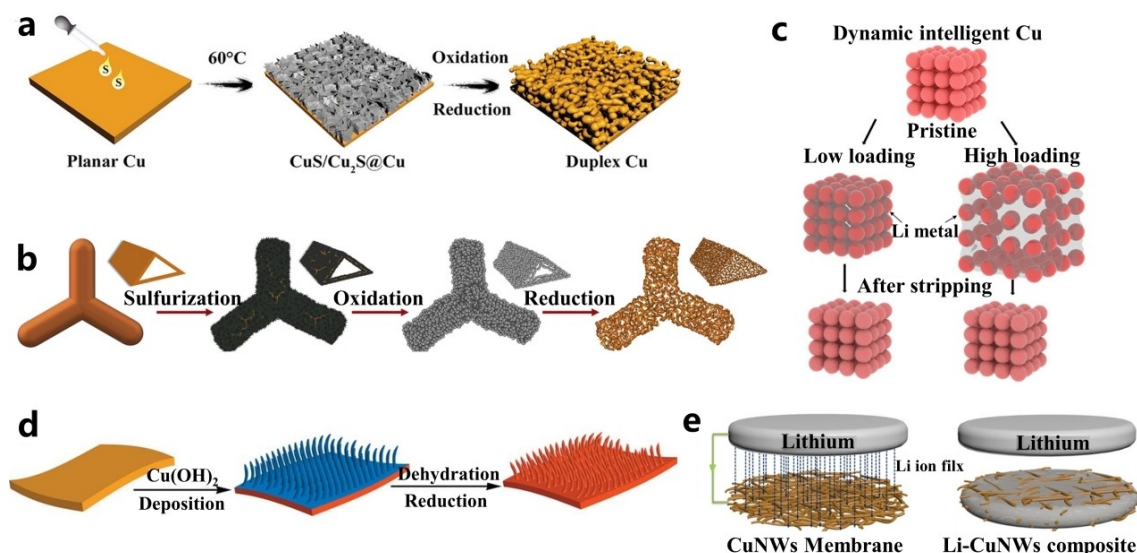 a
S
S
60°C
Oxidation
Reduction
Planar Cu
CuS/Cu₂S@Cu
Duplex Cu
b
Sulfurization
Oxidation
Reduction
c
Dynamic intelligent Cu
Pristine
Low loading
High loading
Li metal
After stripping
d
Cu(OH)₂
Deposition
Dehydration
Reduction
e
Lithium
Li ion filx
CuNWs Membrane
Lithium
Li-CuNWs composite